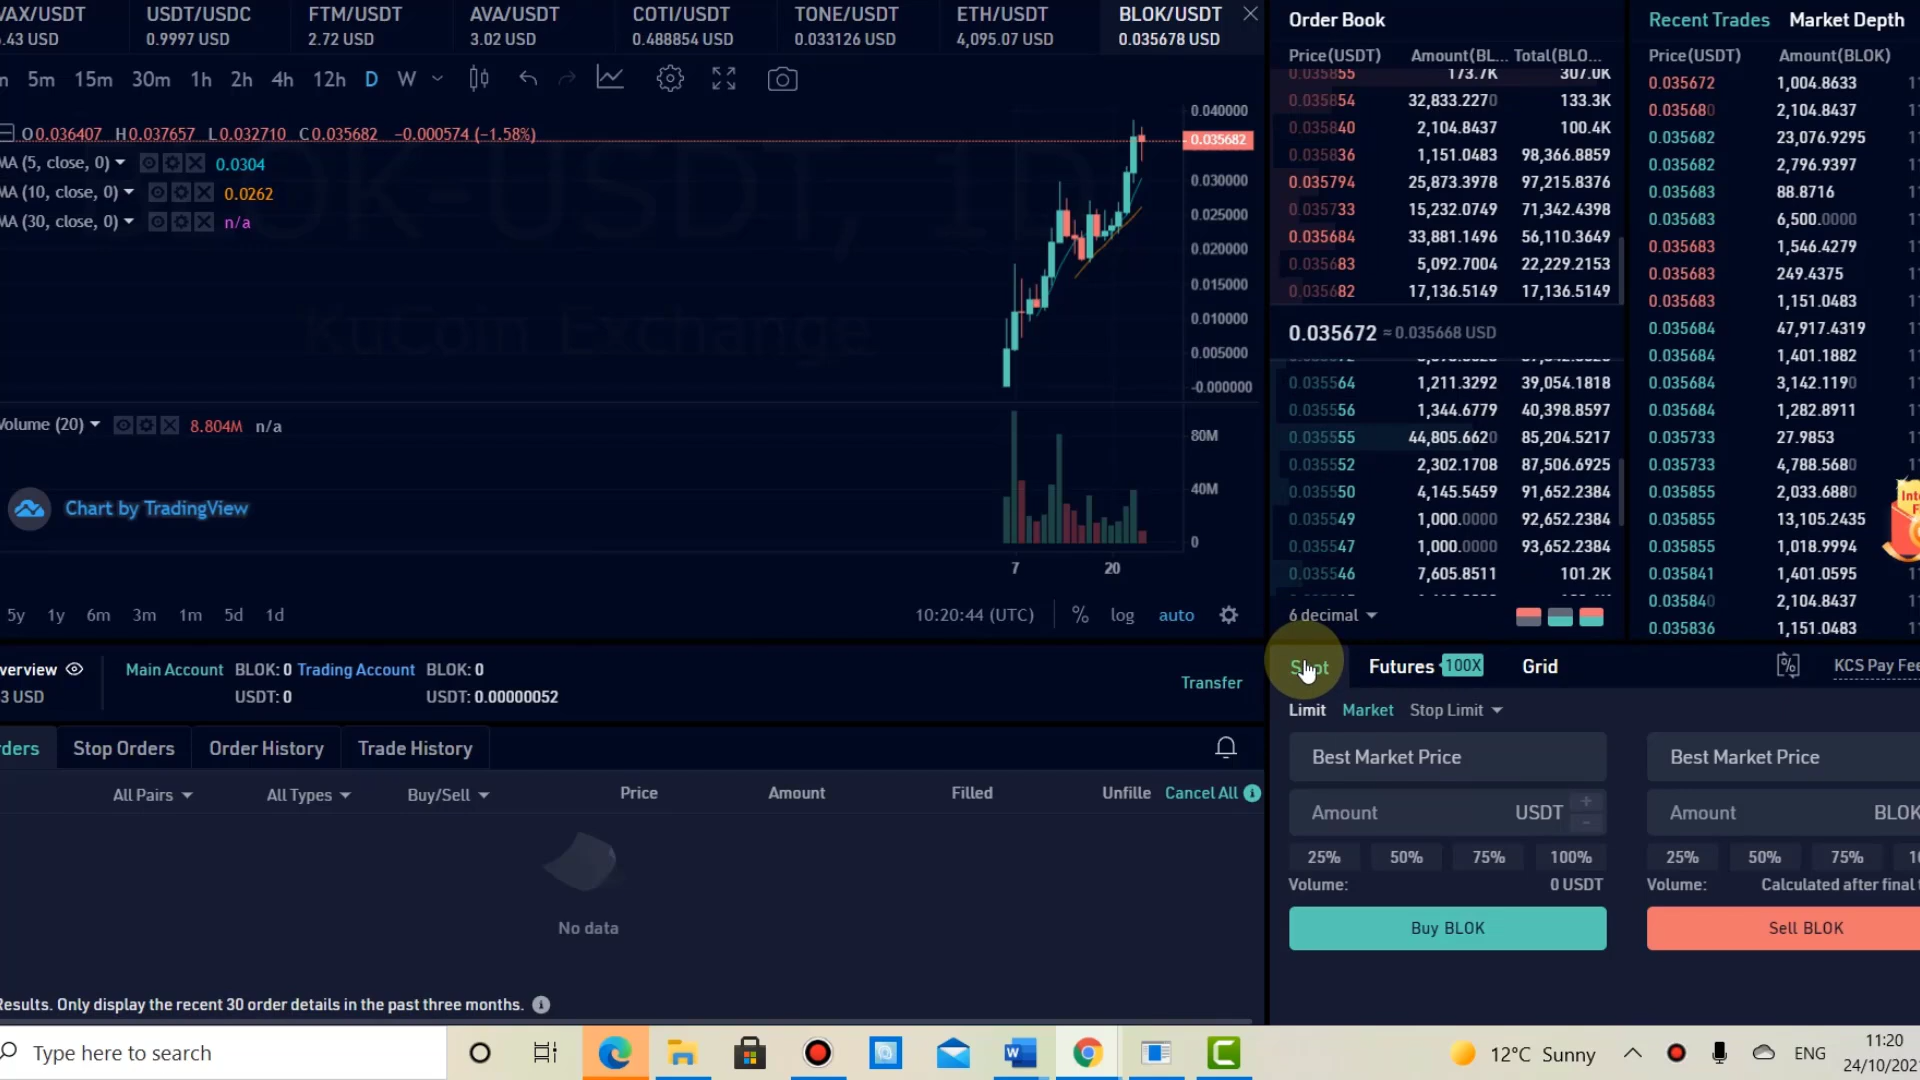 VAX/USDT USDT/USDC FTM/USDT AVA/USDT COTI/USDT TONE/USDT ETH/USDT BLOK/USDT
.43 USD 0.9997 USD 2.72 USD 3.02 USD 0.488854 USD 0.033126 USD 4,095.07 USD 0.035678 USD
5m 15m 30m 1h 2h 4h 12h D W
O0.036407 H0.037657 L0.032710 C0.035682 −0.000574 (−1.58%)
MA (5, close, 0) 0.0304
MA (10, close, 0) 0.0262
MA (30, close, 0) n/a
OK-USDT, 1D
KuCoin Exchange
0.040000
0.035682
0.030000
0.025000
0.020000
0.015000
0.010000
0.005000
-0.000000
Volume (20) 8.804M n/a
80M
40M
0
Chart by TradingView
7 20
5y 1y 6m 3m 1m 5d 1d 10:20:44 (UTC) % log auto
Order Book
Price(USDT) Amount(BL... Total(BLO...
0.035855 173.7K 307.0K
0.035854 32,833.2270 133.3K
0.035840 2,104.8437 100.4K
0.035836 1,151.0483 98,366.8859
0.035794 25,873.3978 97,215.8376
0.035733 15,232.0749 71,342.4398
0.035684 33,881.1496 56,110.3649
0.035683 5,092.7004 22,229.2153
0.035682 17,136.5149 17,136.5149
0.035672 ≈ 0.035668 USD
0.035564 1,211.3292 39,054.1818
0.035556 1,344.6779 40,398.8597
0.035555 44,805.6620 85,204.5217
0.035552 2,302.1708 87,506.6925
0.035550 4,145.5459 91,652.2384
0.035549 1,000.0000 92,652.2384
0.035547 1,000.0000 93,652.2384
0.035546 7,605.8511 101.2K
6 decimal
Recent Trades Market Depth
Price(USDT) Amount(BLOK)
0.035672 1,004.8633
0.035680 2,104.8437
0.035682 23,076.9295
0.035682 2,796.9397
0.035683 88.8716
0.035683 6,500.0000
0.035683 1,546.4279
0.035683 249.4375
0.035683 1,151.0483
0.035684 47,917.4319
0.035684 1,401.1882
0.035684 3,142.1190
0.035684 1,282.8911
0.035733 27.9853
0.035733 4,788.5680
0.035855 2,033.6880
0.035855 13,105.2435
0.035855 1,018.9994
0.035841 1,401.0595
0.035840 2,104.8437
0.035836 1,151.0483
verview Main Account BLOK: 0 Trading Account BLOK: 0
3 USD USDT: 0 USDT: 0.00000052
Transfer
rders Stop Orders Order History Trade History
All Pairs All Types Buy/Sell Price Amount Filled Unfille Cancel All
No data
Results. Only display the recent 30 order details in the past three months.
Spot Futures 100X Grid KCS Pay Fee
Limit Market Stop Limit
Best Market Price Best Market Price
Amount USDT Amount BLOK
25% 50% 75% 100% 25% 50% 75%
Volume: 0 USDT Volume: Calculated after final
Buy BLOK Sell BLOK
Type here to search 12°C Sunny ENG 11:20
24/10/202